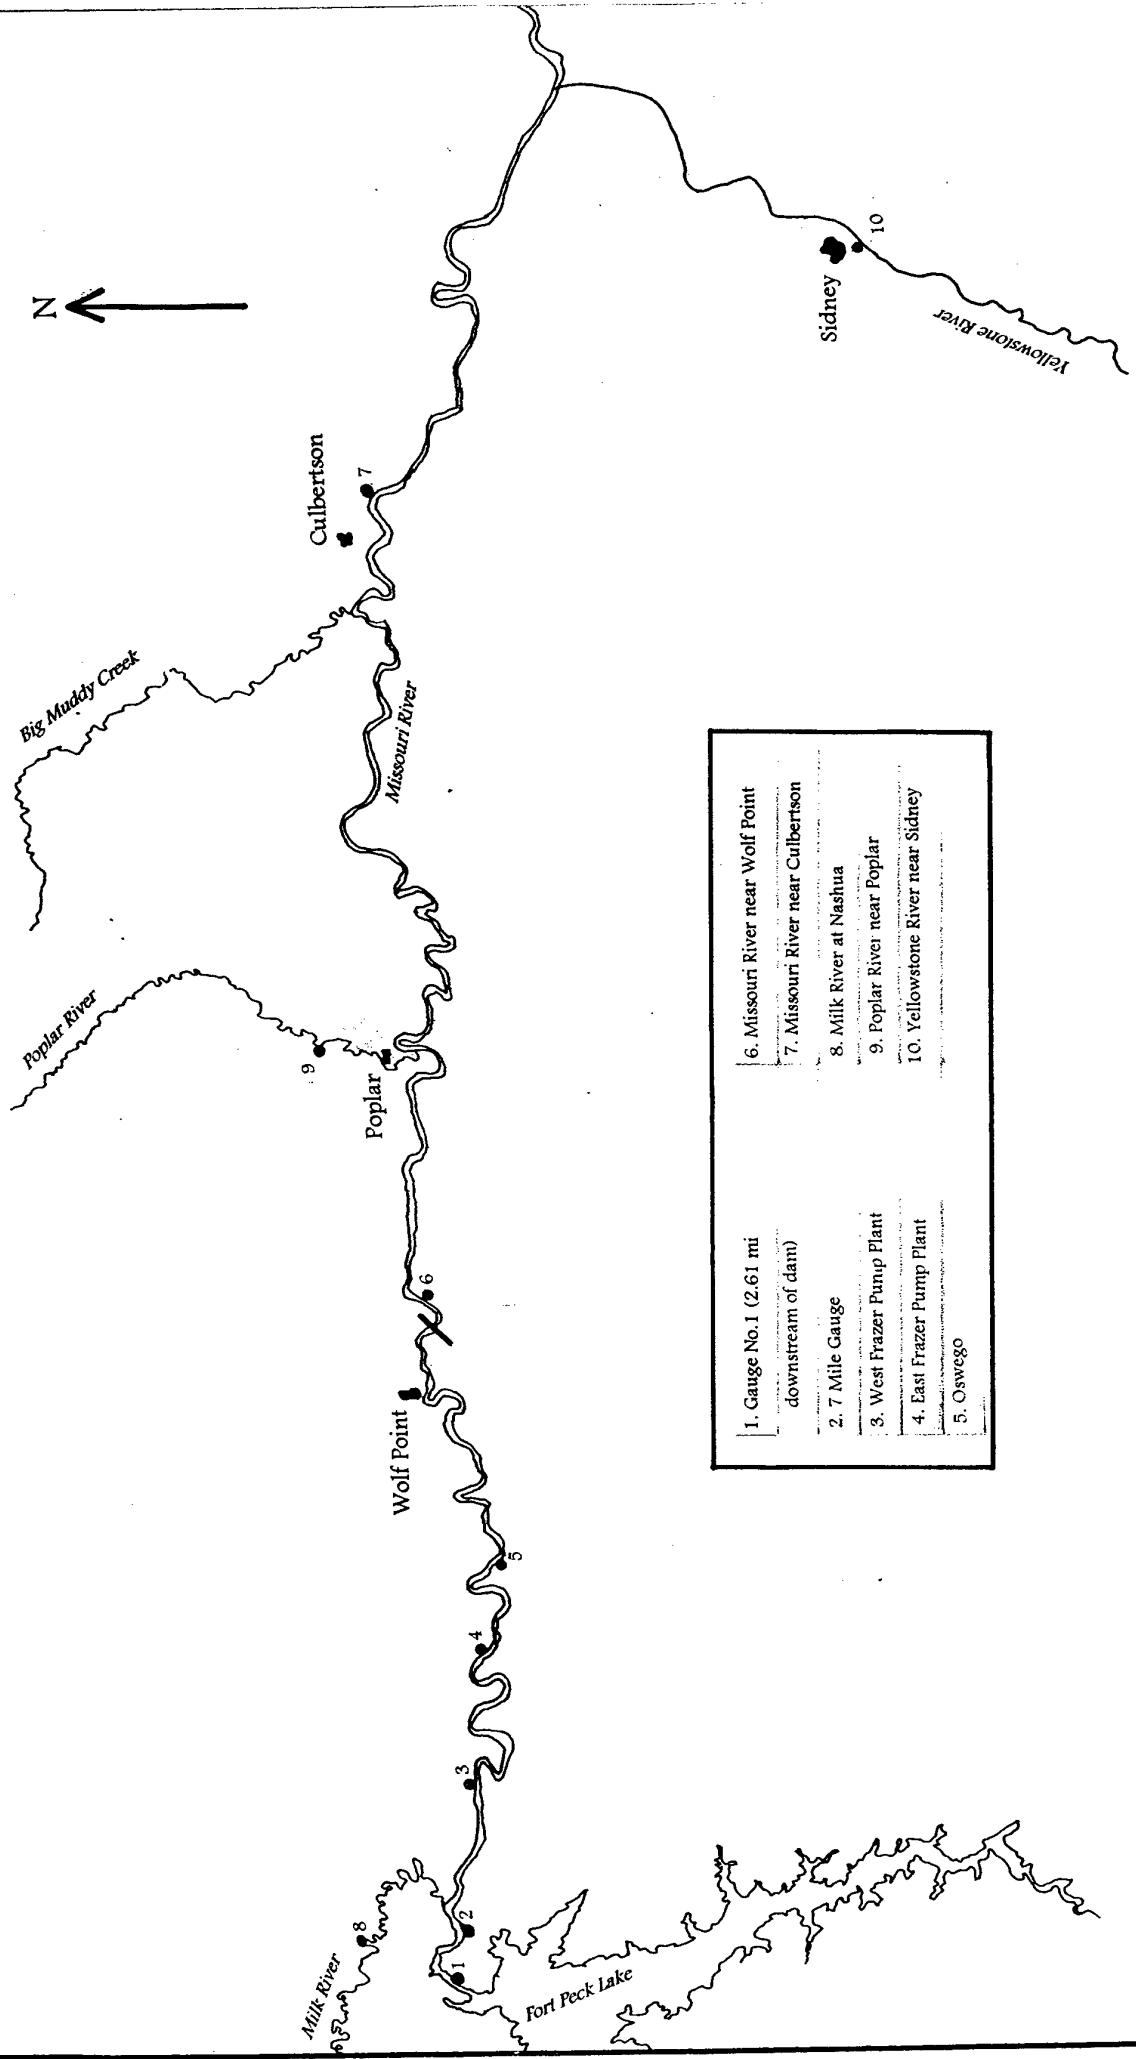 N
Milk River
8
1
2
Fort Peck Lake
3
4
5
Wolf Point
6
Poplar River
9
Poplar
Missouri River
Big Muddy Creek
Culbertson
7
Sidney
10
Yellowstone River
1. Gauge No.1 (2.61 mi
downstream of dam)
2. 7 Mile Gauge
3. West Frazer Pump Plant
4. East Frazer Pump Plant
5. Oswego
6. Missouri River near Wolf Point
7. Missouri River near Culbertson
8. Milk River at Nashua
9. Poplar River near Poplar
10. Yellowstone River near Sidney